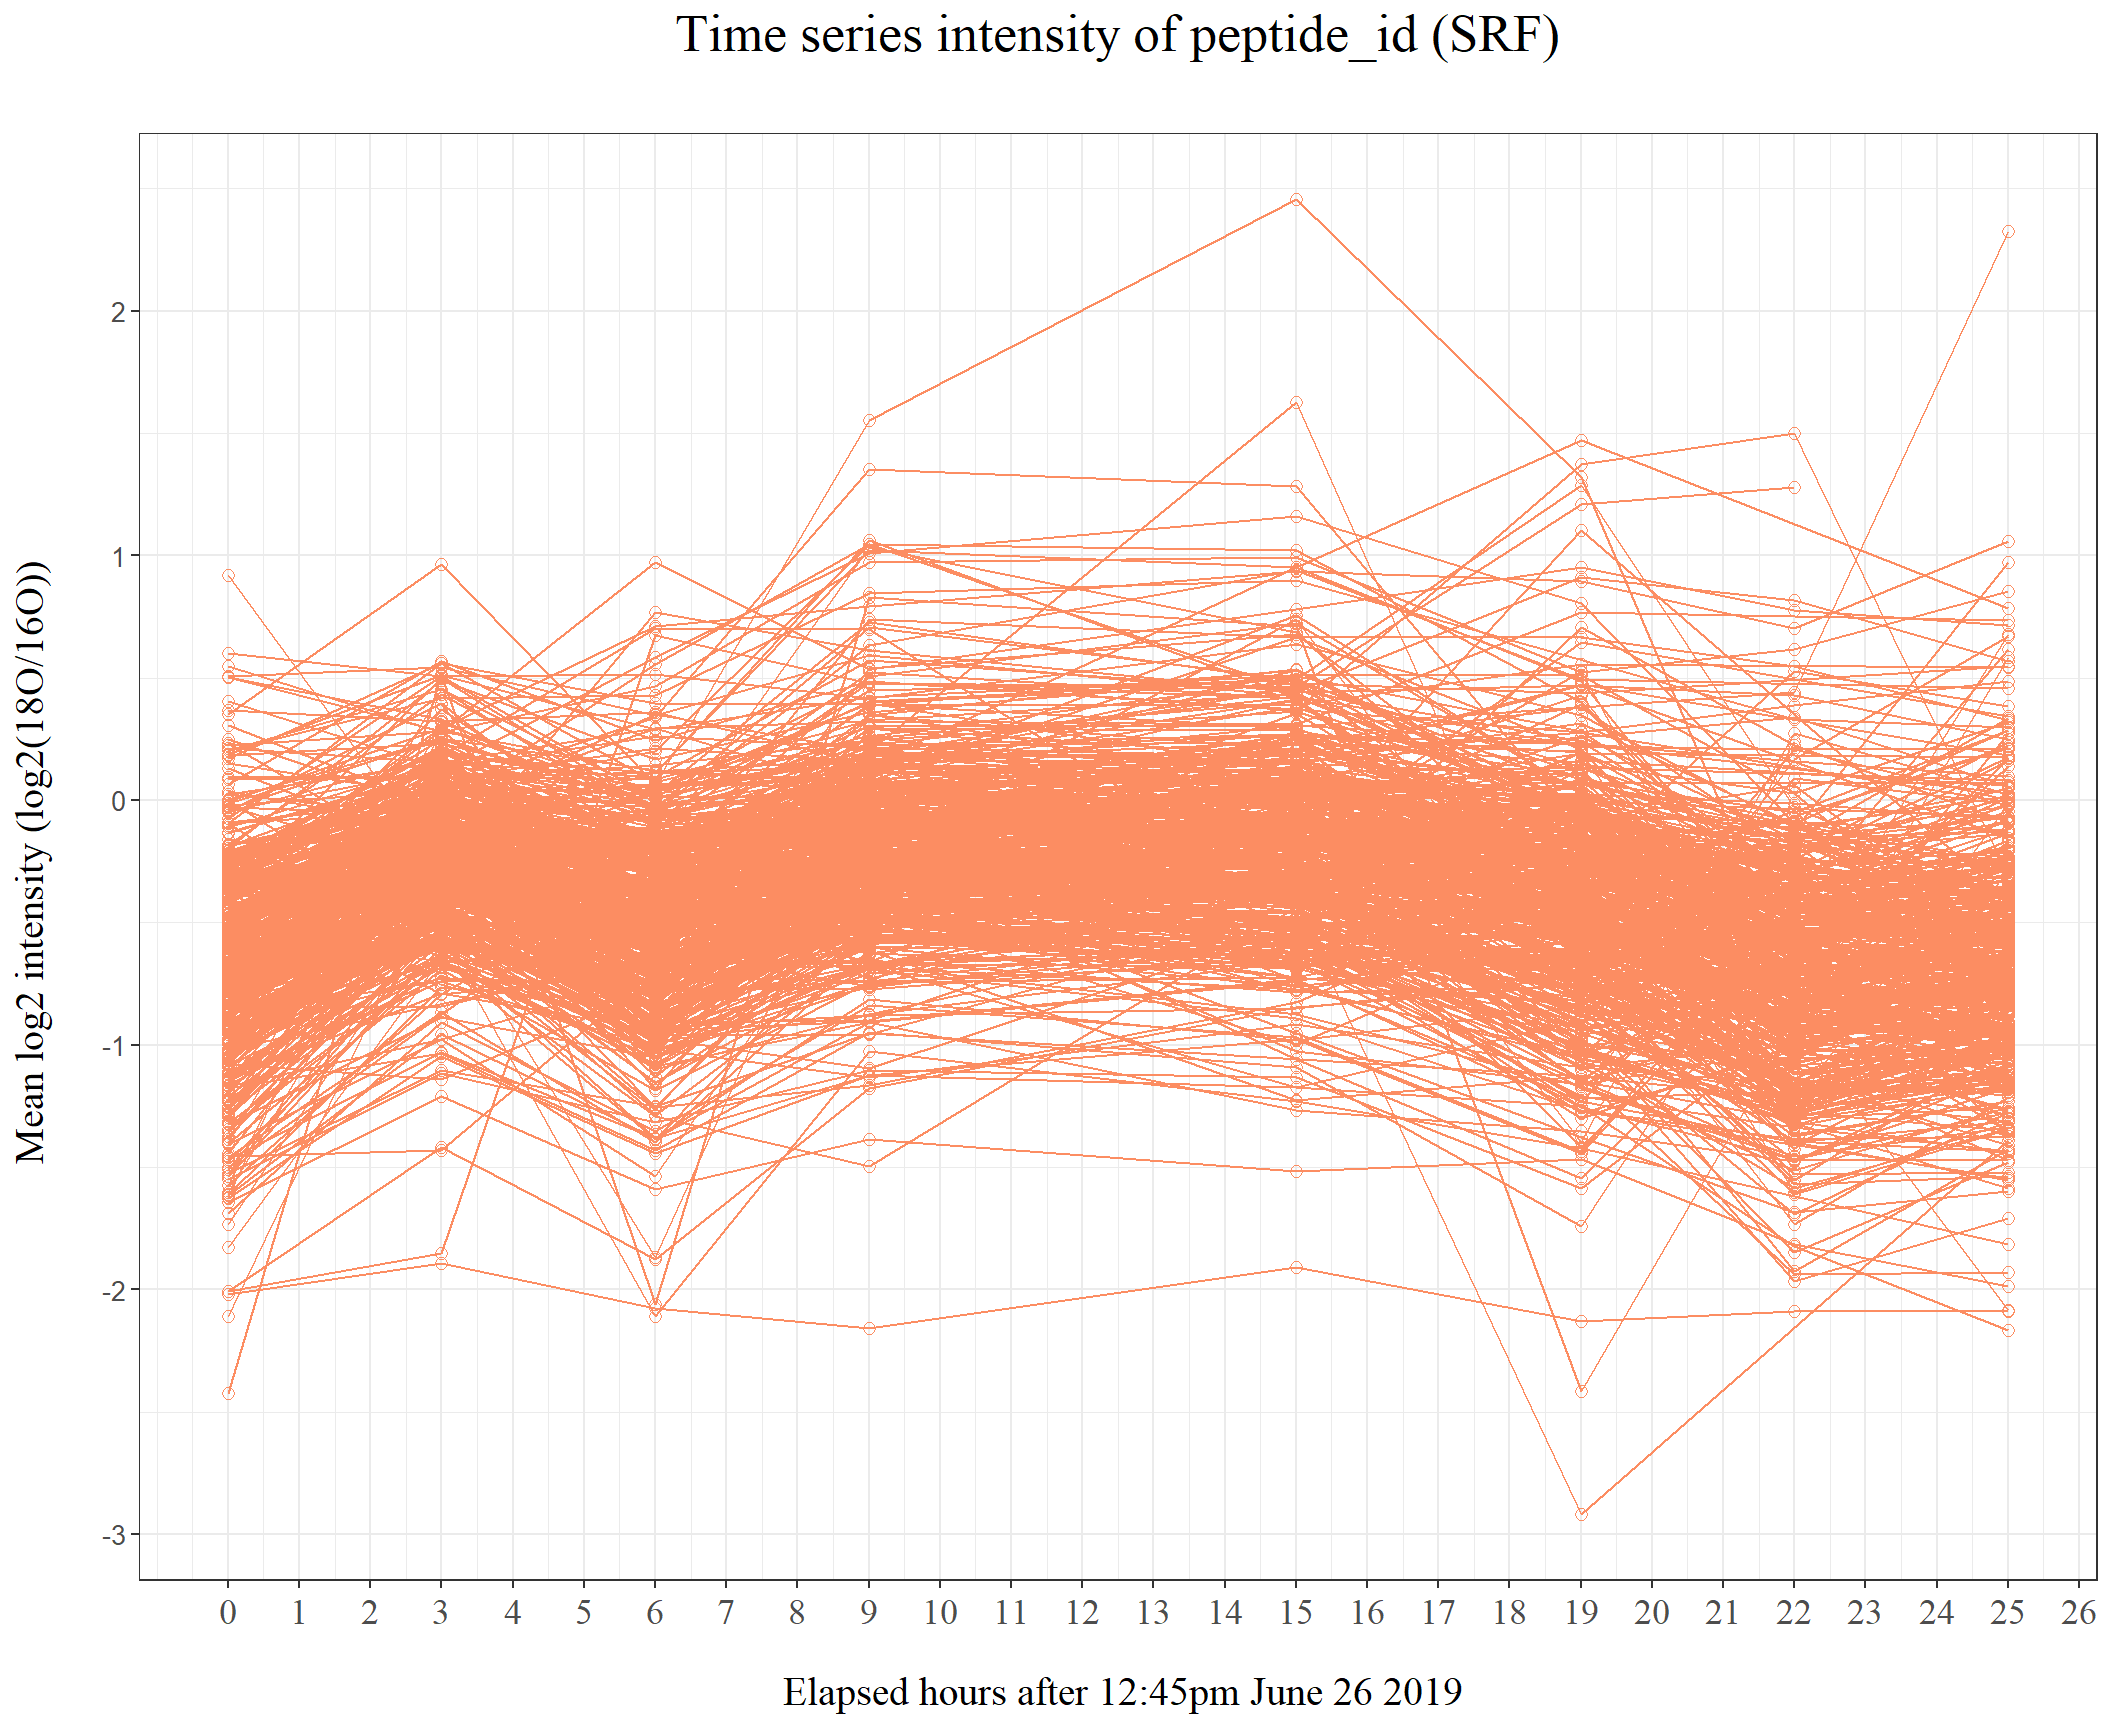 Time series intensity of peptide_id (SRF)
Mean log2 intensity (log2(18O/16O))
2
1
0
-1
-2
-3
0 1 2 3 4 5 6 7 8 9 10 11 12 13 14 15 16 17 18 19 20 21 22 23 24 25 26
Elapsed hours after 12:45pm June 26 2019